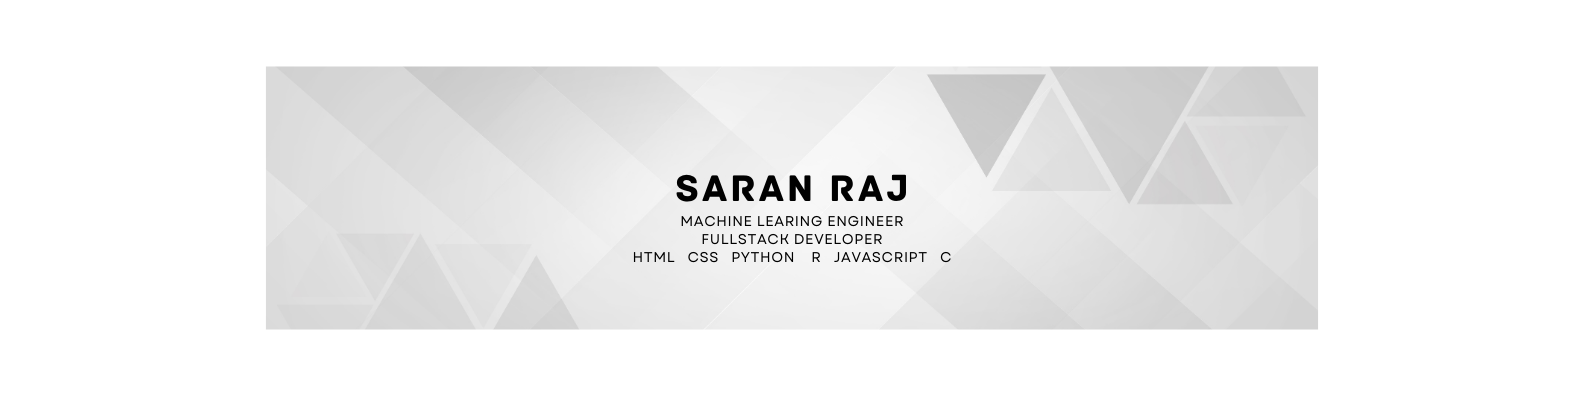 SARAN RAJ
MACHINE LEARING ENGINEER
FULLSTACK DEVELOPER
HTML CSS PYTHON R JAVASCRIPT C